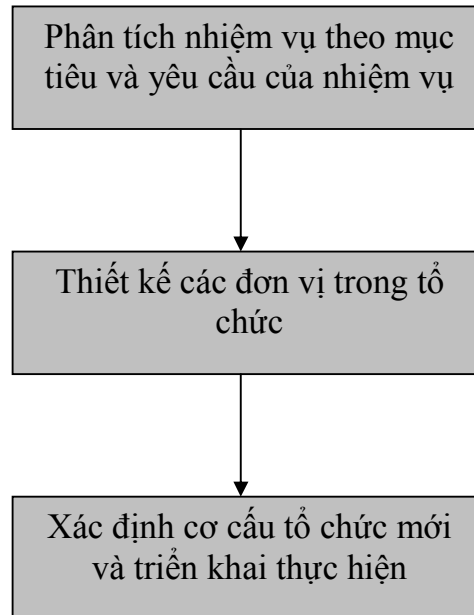 Phân tích nhiệm vụ theo mục
tiêu và yêu cầu của nhiệm vụ
Thiết kế các đơn vị trong tổ
chức
Xác định cơ cấu tổ chức mới
và triển khai thực hiện